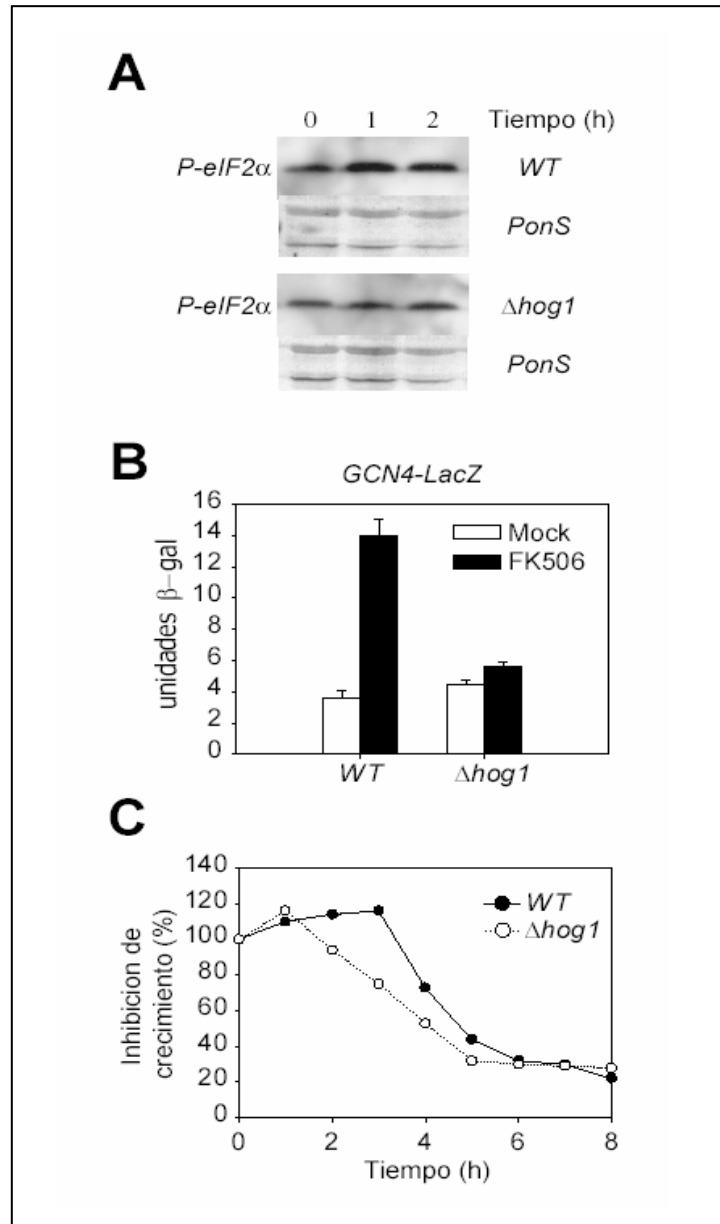 A
0 1 2 Tiempo (h)
P-eIF2α WT
PonS
P-eIF2α Δhog1
PonS
B
GCN4-LacZ
unidades β-gal
16
14
12
10
8
6
4
2
0
Mock
FK506
WT Δhog1
C
Inhibicion de
crecimiento (%)
140
120
100
80
60
40
20
0
WT
Δhog1
0 2 4 6 8
Tiempo (h)